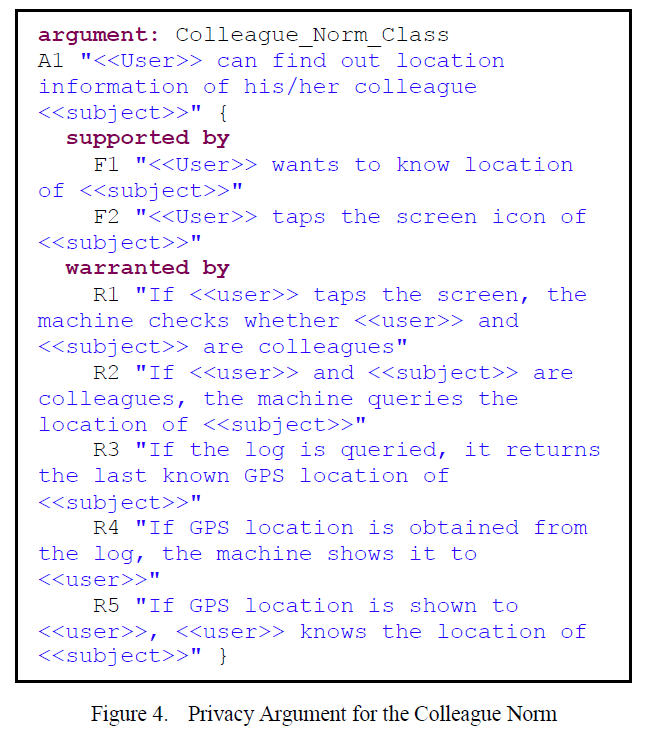 argument: Colleague_Norm_Class
A1 "<<User>> can find out location
information of his/her colleague
<<subject>>" {
supported by
F1 "<<User>> wants to know location
of <<subject>>"
F2 "<<User>> taps the screen icon of
<<subject>>"
warranted by
R1 "If <<user>> taps the screen, the
machine checks whether <<user>> and
<<subject>> are colleagues"
R2 "If <<user>> and <<subject>> are
colleagues, the machine queries the
location of <<subject>>"
R3 "If the log is queried, it returns
the last known GPS location of
<<subject>>"
R4 "If GPS location is obtained from
the log, the machine shows it to
<<user>>"
R5 "If GPS location is shown to
<<user>>, <<user>> knows the location of
<<subject>>" }
Figure 4. Privacy Argument for the Colleague Norm